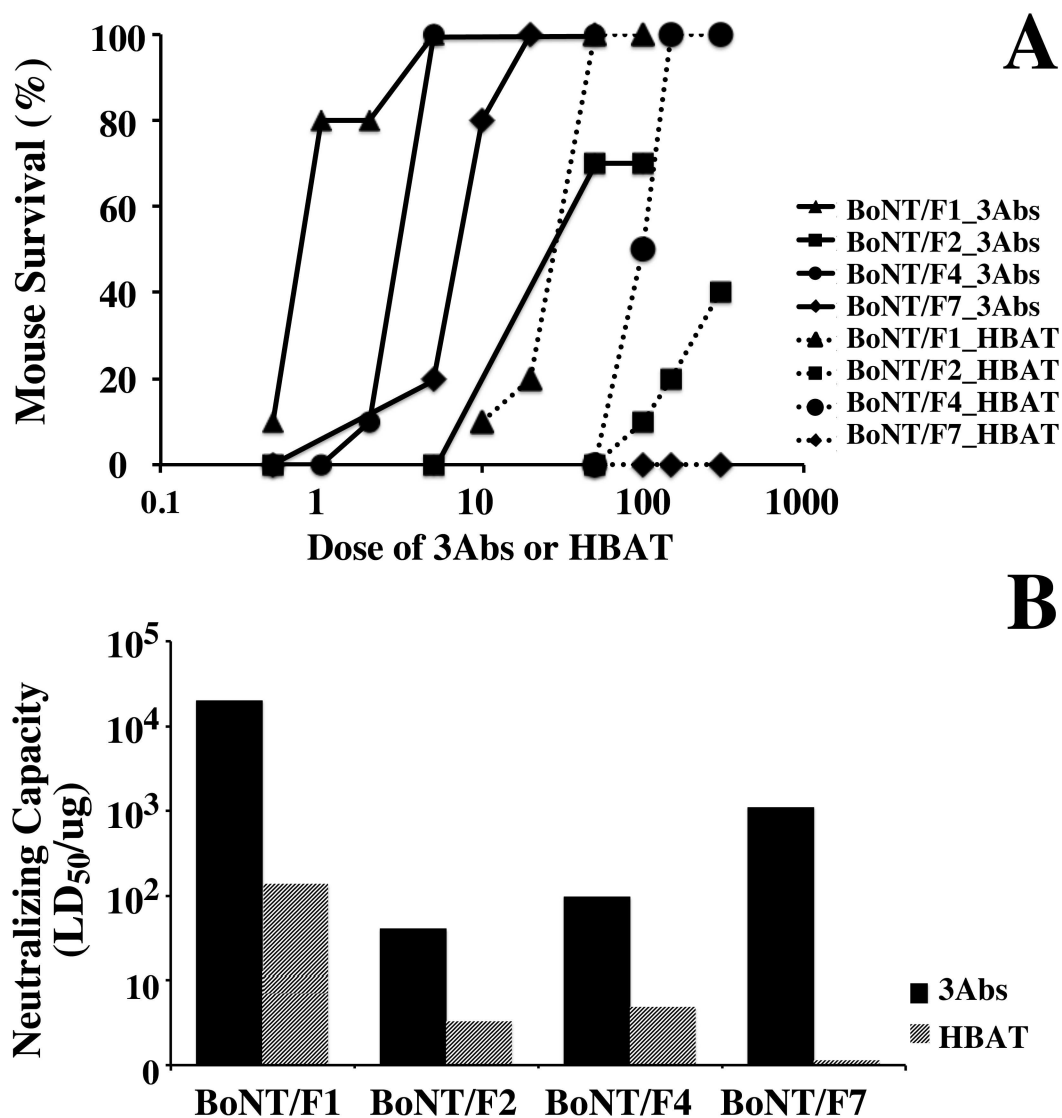 A
Mouse Survival (%)
100
80
60
40
20
0
0.1
1
10
100
1000
Dose of 3Abs or HBAT
BoNT/F1_3Abs
BoNT/F2_3Abs
BoNT/F4_3Abs
BoNT/F7_3Abs
BoNT/F1_HBAT
BoNT/F2_HBAT
BoNT/F4_HBAT
BoNT/F7_HBAT
B
Neutralizing Capacity
(LD50/ug)
10^5
10^4
10^3
10^2
10
0
BoNT/F1
BoNT/F2
BoNT/F4
BoNT/F7
3Abs
HBAT